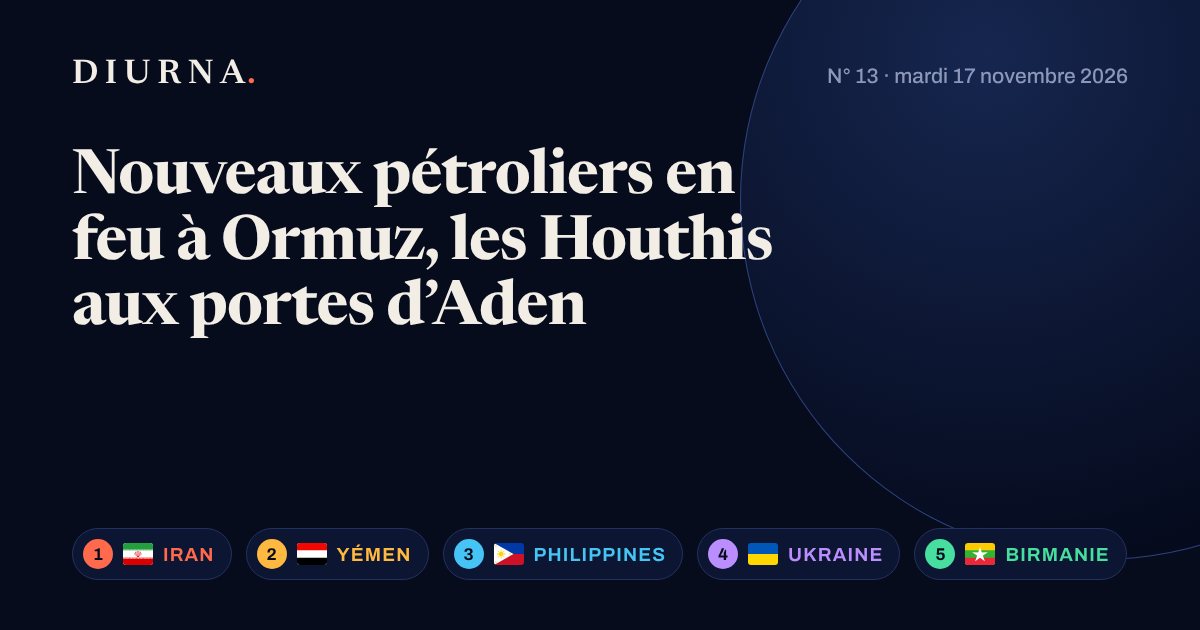 DIURNA.
N° 13 · mardi 17 novembre 2026
Nouveaux pétroliers en
feu à Ormuz, les Houthis
aux portes d’Aden
1 IRAN
2 YÉMEN
3 PHILIPPINES
4 UKRAINE
5 BIRMANIE